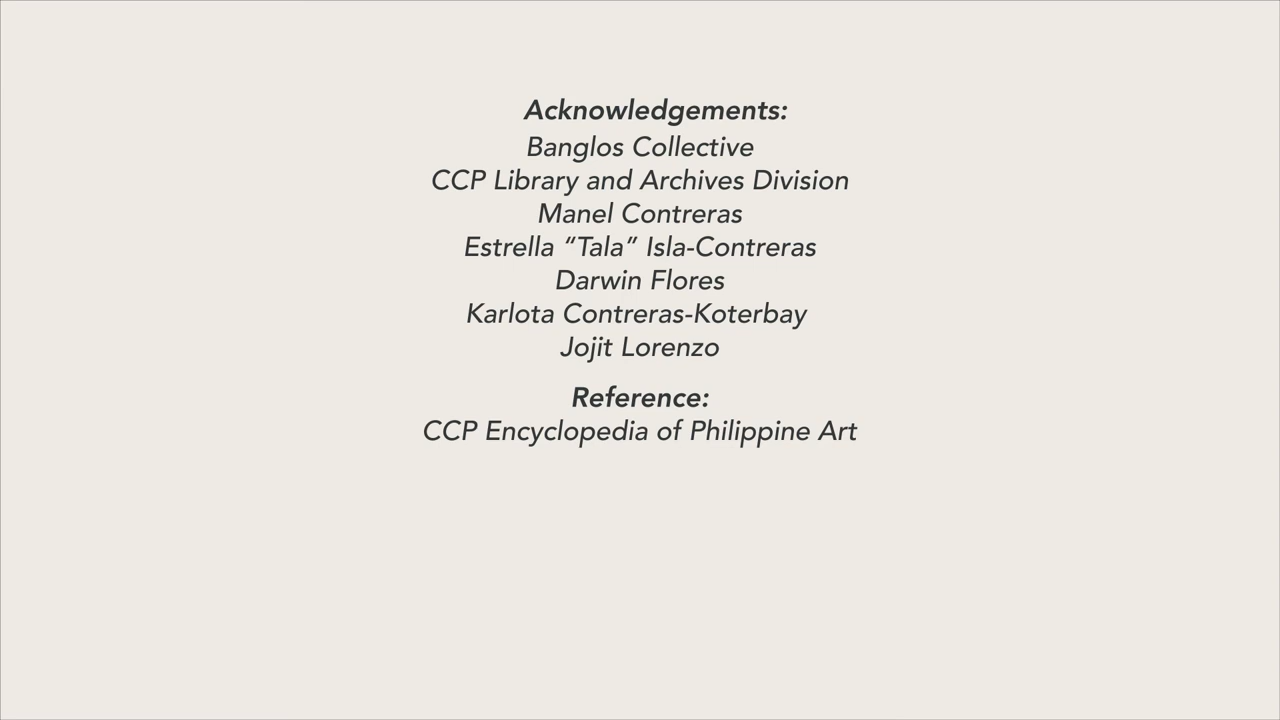 Acknowledgements:
Banglos Collective
CCP Library and Archives Division
Manel Contreras
Estrella “Tala” Isla-Contreras
Darwin Flores
Karlota Contreras-Koterbay
Jojit Lorenzo
Reference:
CCP Encyclopedia of Philippine Art